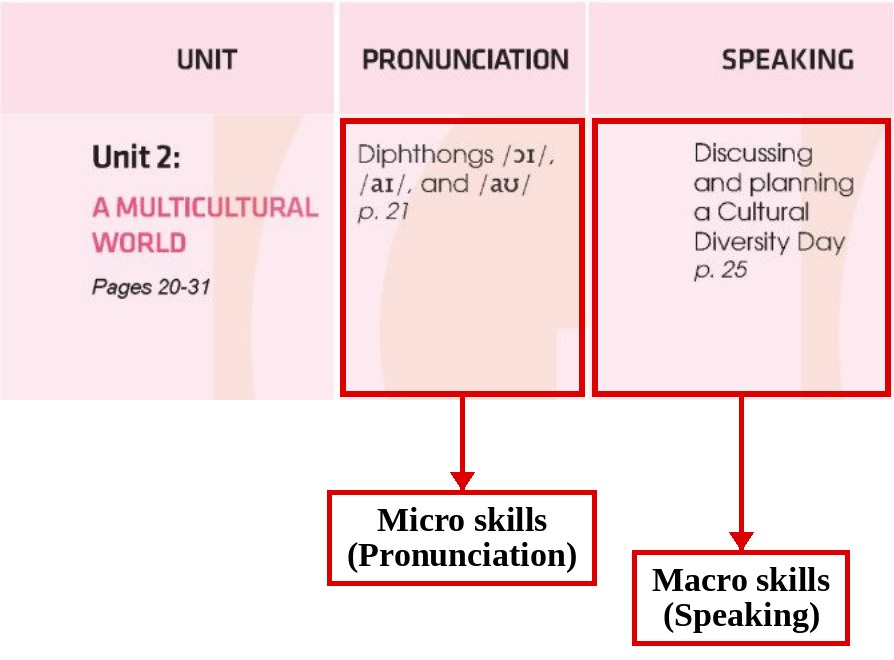 UNIT
PRONUNCIATION
SPEAKING
Unit 2:
A MULTICULTURAL
WORLD
Pages 20-31
Diphthongs /ɔɪ/,
/aɪ/, and /aʊ/
p. 21
Discussing
and planning
a Cultural
Diversity Day
p. 25
Micro skills
(Pronunciation)
Macro skills
(Speaking)